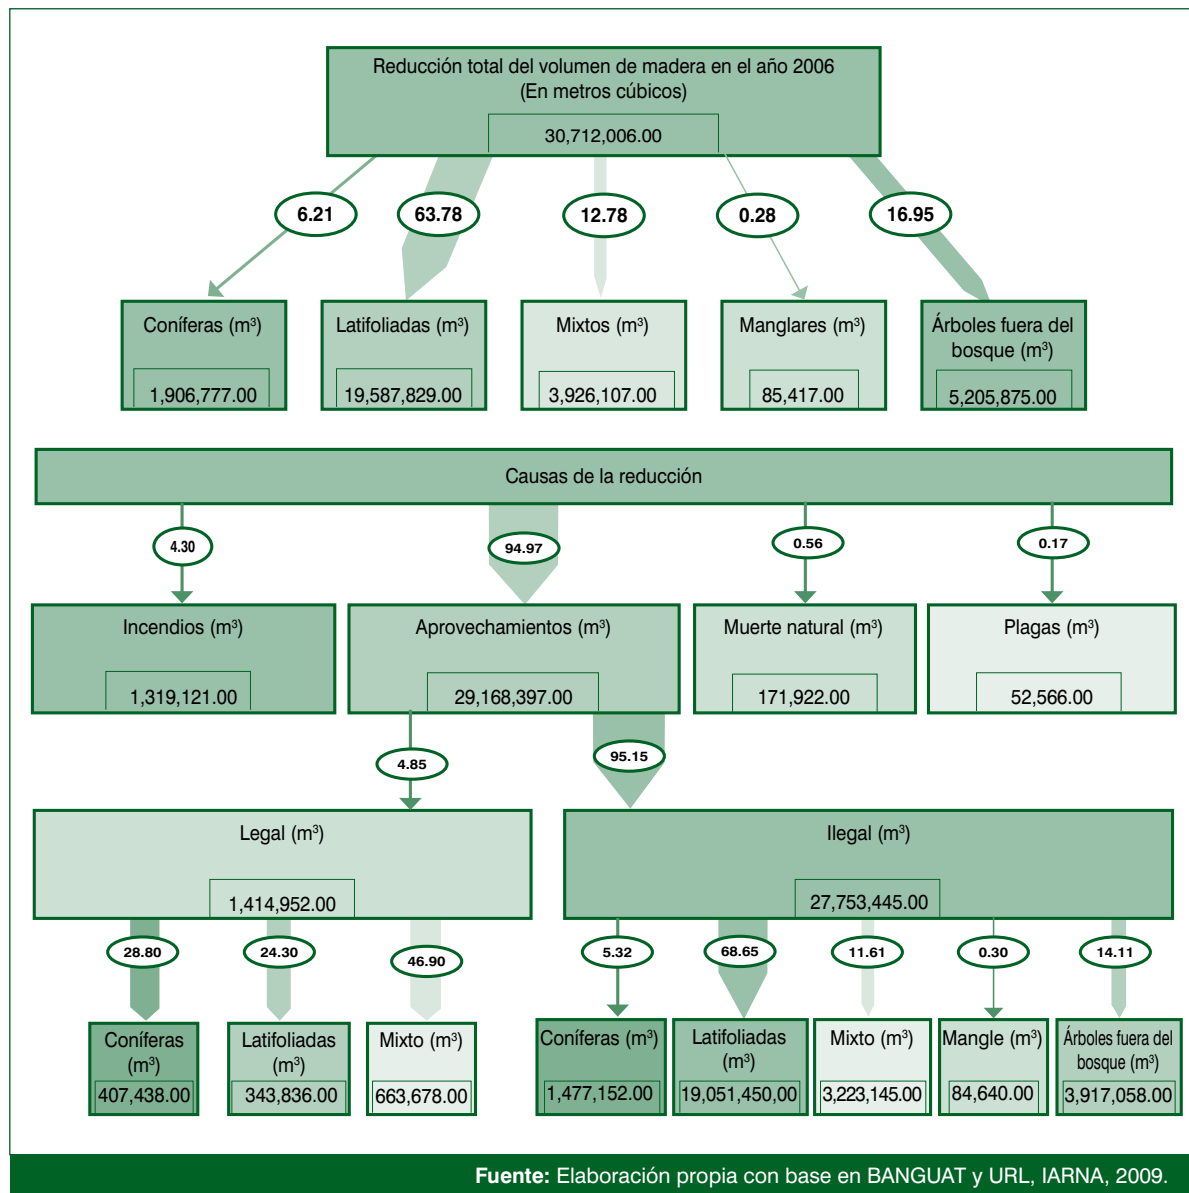 Reducción total del volumen de madera en el año 2006
(En metros cúbicos)
30,712,006.00
6.21
63.78
12.78
0.28
16.95
Coníferas (m³)
1,906,777.00
Latifoliadas (m³)
19,587,829.00
Mixtos (m³)
3,926,107.00
Manglares (m³)
85,417.00
Árboles fuera del
bosque (m³)
5,205,875.00
Causas de la reducción
4.30
94.97
0.56
0.17
Incendios (m³)
1,319,121.00
Aprovechamientos (m³)
29,168,397.00
Muerte natural (m³)
171,922.00
Plagas (m³)
52,566.00
4.85
95.15
Legal (m³)
1,414,952.00
Ilegal (m³)
27,753,445.00
28.80
24.30
46.90
5.32
68.65
11.61
0.30
14.11
Coníferas
(m³)
407,438.00
Latifoliadas
(m³)
343,836.00
Mixto (m³)
663,678.00
Coníferas (m³)
1,477,152.00
Latifoliadas
(m³)
19,051,450,00
Mixto (m³)
3,223,145.00
Mangle (m³)
84,640.00
Árboles fuera del
bosque (m³)
3,917,058.00
Fuente: Elaboración propia con base en BANGUAT y URL, IARNA, 2009.